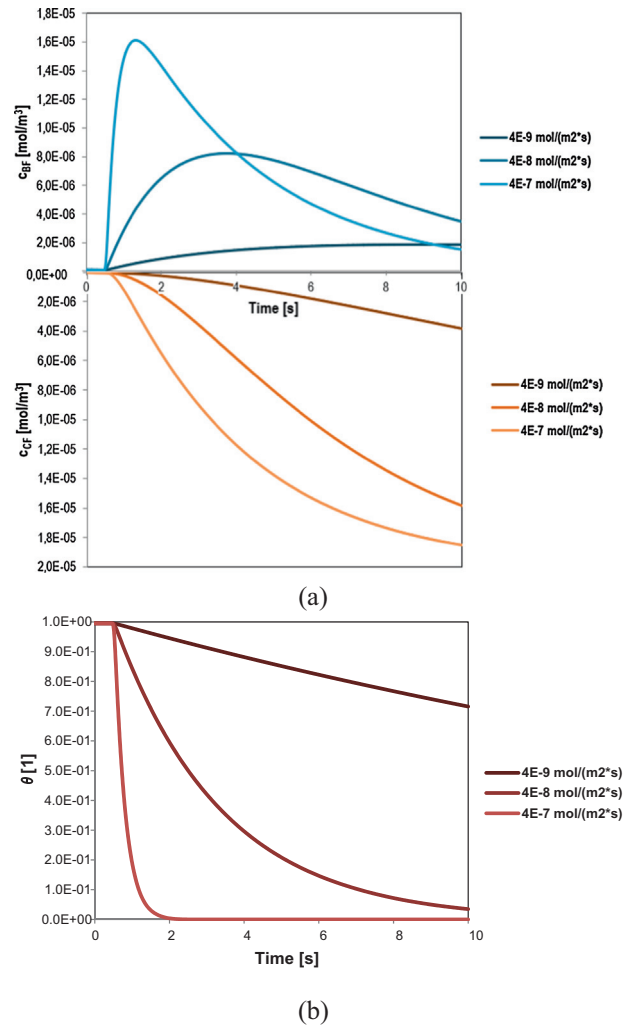 1,8E-05
1,6E-05
1,4E-05
1,2E-05
1,0E-05
8,0E-06
6,0E-06
4,0E-06
2,0E-06
0,0E+00
c_BF [mol/m³]
4E-9 mol/(m2*s)
4E-8 mol/(m2*s)
4E-7 mol/(m2*s)
0 2 4 6 8 10
Time [s]
2,0E-06
4,0E-06
6,0E-06
8,0E-06
1,0E-05
1,2E-05
1,4E-05
1,6E-05
1,8E-05
2,0E-05
c_CF [mol/m³]
4E-9 mol/(m2*s)
4E-8 mol/(m2*s)
4E-7 mol/(m2*s)
(a)
1.0E+00
9.0E-01
8.0E-01
7.0E-01
6.0E-01
5.0E-01
4.0E-01
3.0E-01
2.0E-01
1.0E-01
0.0E+00
θ [1]
4E-9 mol/(m2*s)
4E-8 mol/(m2*s)
4E-7 mol/(m2*s)
0 2 4 6 8 10
Time [s]
(b)